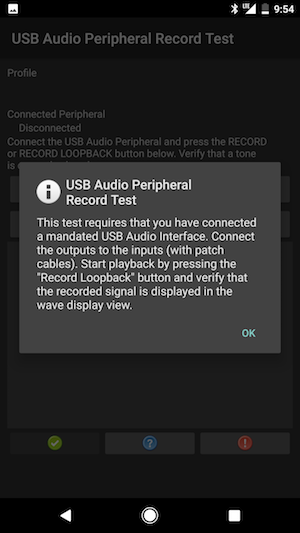 LTE 9:54
USB Audio Peripheral Record Test
Profile
Connected Peripheral
Disconnected
Connect the USB Audio Peripheral and press the RECORD
or RECORD LOOPBACK button below. Verify that a tone
is
USB Audio Peripheral
Record Test
This test requires that you have connected
a mandated USB Audio Interface. Connect
the outputs to the inputs (with patch
cables). Start playback by pressing the
"Record Loopback" button and verify that
the recorded signal is displayed in the
wave display view.
OK